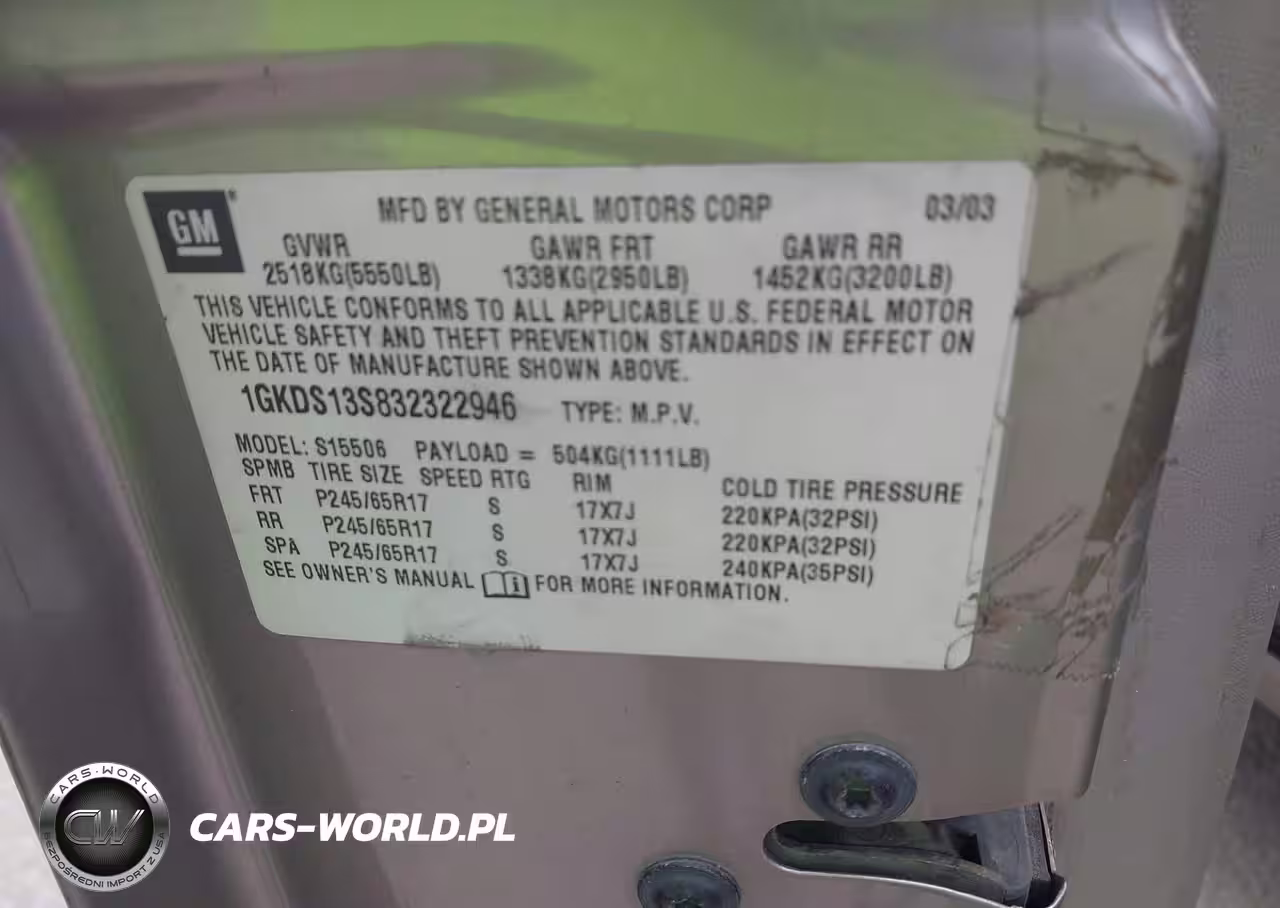 GM® MFD BY GENERAL MOTORS CORP 03/03
GVWR GAWR FRT GAWR RR
2518KG(5550LB) 1338KG(2950LB) 1452KG(3200LB)
THIS VEHICLE CONFORMS TO ALL APPLICABLE U.S. FEDERAL MOTOR
VEHICLE SAFETY AND THEFT PREVENTION STANDARDS IN EFFECT ON
THE DATE OF MANUFACTURE SHOWN ABOVE.
1GKDS13S832322946 TYPE: M.P.V.
MODEL: S15506 PAYLOAD = 504KG(1111LB)
SPMB TIRE SIZE SPEED RTG RIM COLD TIRE PRESSURE
FRT P245/65R17 S 17X7J 220KPA(32PSI)
RR P245/65R17 S 17X7J 220KPA(32PSI)
SPA P245/65R17 S 17X7J 240KPA(35PSI)
SEE OWNER'S MANUAL FOR MORE INFORMATION.
CARS-WORLD
CW
BEZPOŚREDNI IMPORT Z USA
CARS-WORLD.PL